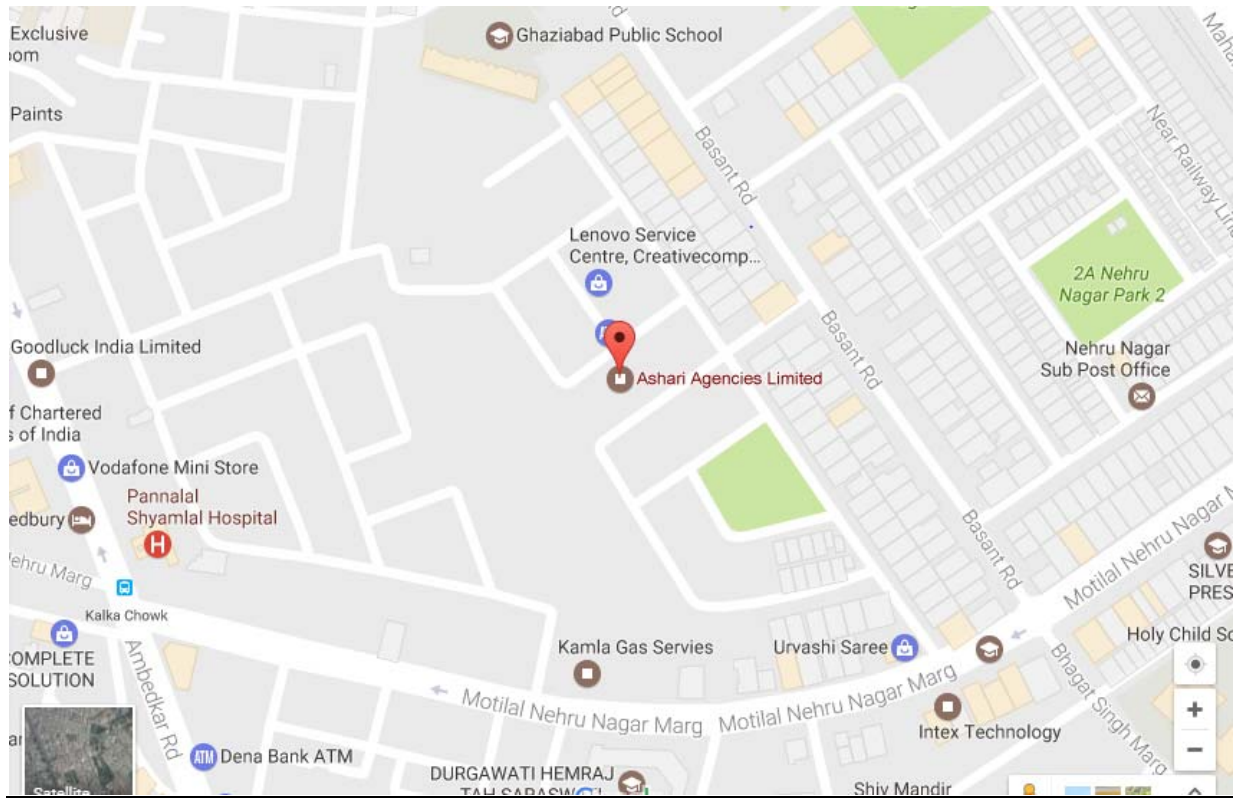 Exclusive
Ghaziabad Public School
Paints
Basant Rd
Near Railway Line
Lenovo Service
Centre, Creativecomp...
2A Nehru
Nagar Park 2
Basant Rd
Goodluck India Limited
Nehru Nagar
Sub Post Office
Ashari Agencies Limited
f Chartered
s of India
Vodafone Mini Store
Pannalal
Shyamlal Hospital
edbury
Basant Rd
Motilal Nehru Nagar M
ehru Marg
SILVE
PRES
Kalka Chowk
Holy Child Sc
Kamla Gas Servies
Urvashi Saree
COMPLETE
SOLUTION
Ambedkar Rd
Motilal Nehru Nagar Marg
Motilal Nehru Nagar Marg
Bhagat Singh Marg
Intex Technology
ATM
Dena Bank ATM
DURGAWATI HEMRAJ
Shiv Mandir
Satellite